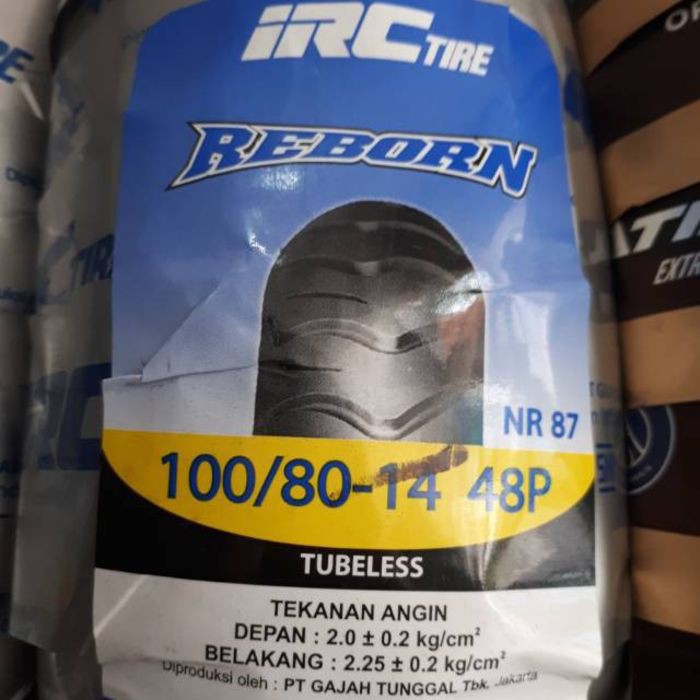 IRC TIRE
REBORN
NR 87
100/80-14 48P
TUBELESS
TEKANAN ANGIN
DEPAN : 2.0 ± 0.2 kg/cm²
BELAKANG : 2.25 ± 0.2 kg/cm²
Diproduksi oleh : PT GAJAH TUNGGAL Tbk. Jakarta